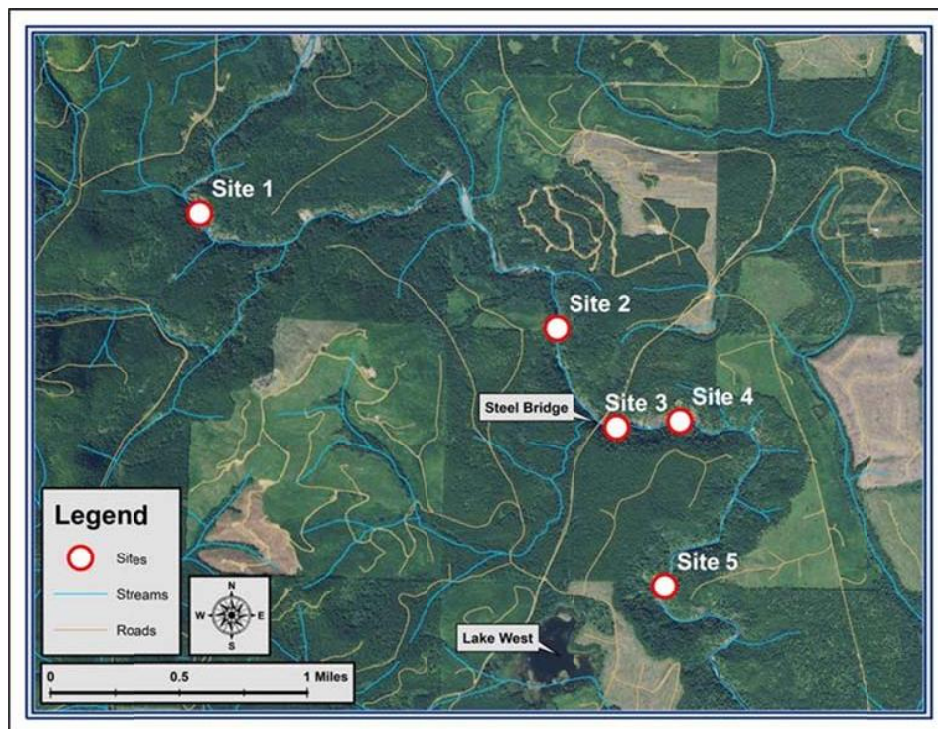 Site 1
Site 2
Steel Bridge
Site 3
Site 4
Site 5
Lake West
Legend
Sites
Streams
Roads
N
W E
S
0 0.5 1 Miles